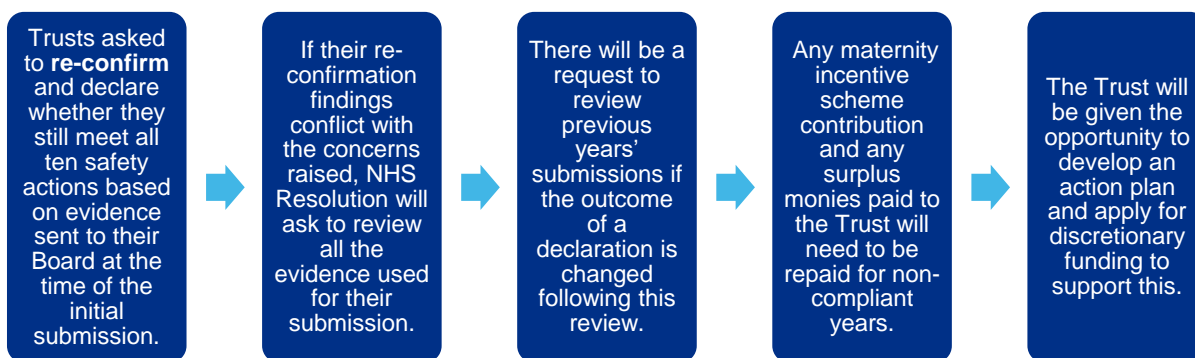 Trusts asked
to re-confirm
and declare
whether they
still meet all
ten safety
actions based
on evidence
sent to their
Board at the
time of the
initial
submission.
If their re-
confirmation
findings
conflict with
the concerns
raised, NHS
Resolution will
ask to review
all the
evidence used
for their
submission.
There will be a
request to
review
previous
years’
submissions if
the outcome
of a
declaration is
changed
following this
review.
Any maternity
incentive
scheme
contribution
and any
surplus
monies paid to
the Trust will
need to be
repaid for non-
compliant
years.
The Trust will
be given the
opportunity to
develop an
action plan
and apply for
discretionary
funding to
support this.